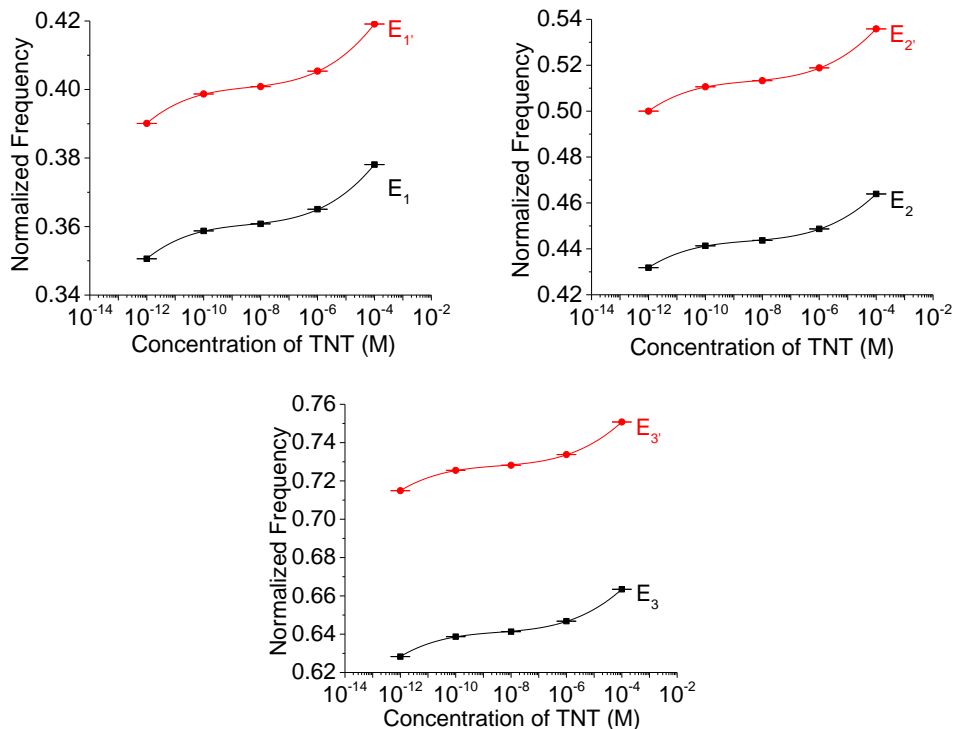 0.42
0.40
0.38
0.36
0.34
Normalized Frequency
E1'
E1
10-14 10-12 10-10 10-8 10-6 10-4 10-2
Concentration of TNT (M)
0.54
0.52
0.50
0.48
0.46
0.44
0.42
Normalized Frequency
E2'
E2
10-14 10-12 10-10 10-8 10-6 10-4 10-2
Concentration of TNT (M)
0.76
0.74
0.72
0.70
0.68
0.66
0.64
0.62
Normalized Frequency
E3'
E3
10-14 10-12 10-10 10-8 10-6 10-4 10-2
Concentration of TNT (M)